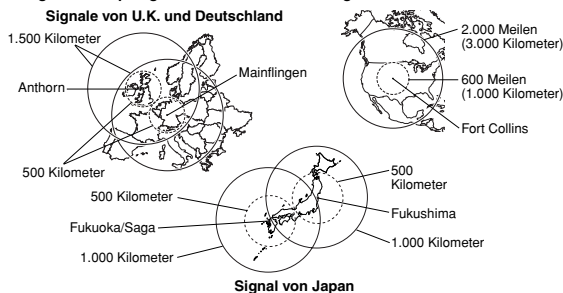 Signale von U.K. und Deutschland
1.500 Kilometer
Anthorn
Mainflingen
500 Kilometer
2.000 Meilen
(3.000 Kilometer)
600 Meilen
(1.000 Kilometer)
Fort Collins
500 Kilometer
Fukuoka/Saga
1.000 Kilometer
500
Kilometer
Fukushima
1.000 Kilometer
Signal von Japan